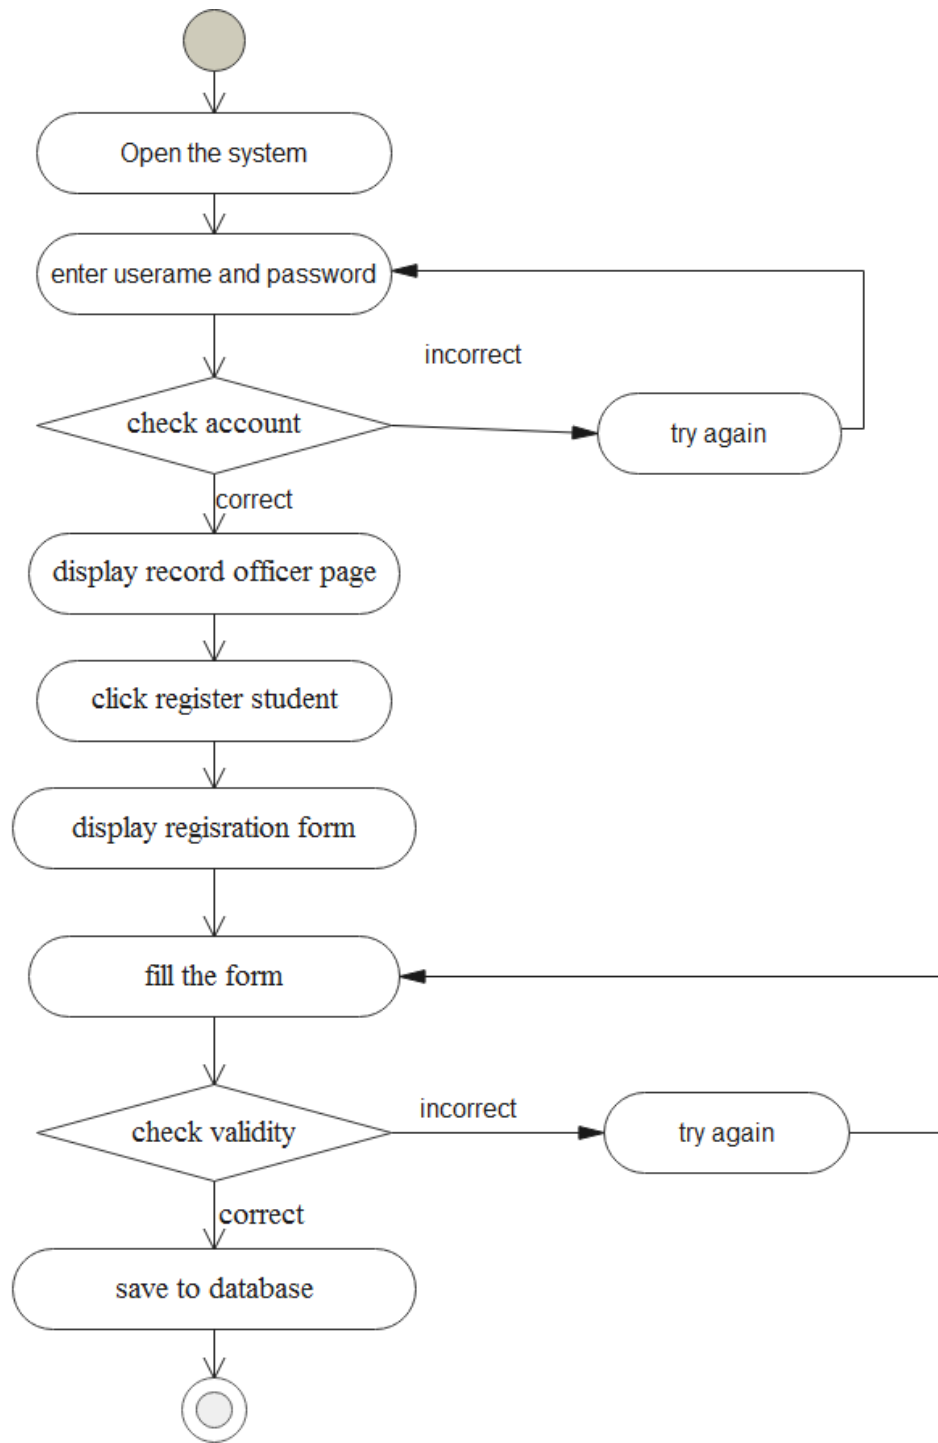 Open the system
enter userame and password
incorrect
check account
try again
correct
display record officer page
click register student
display regisration form
fill the form
incorrect
check validity
try again
correct
save to database